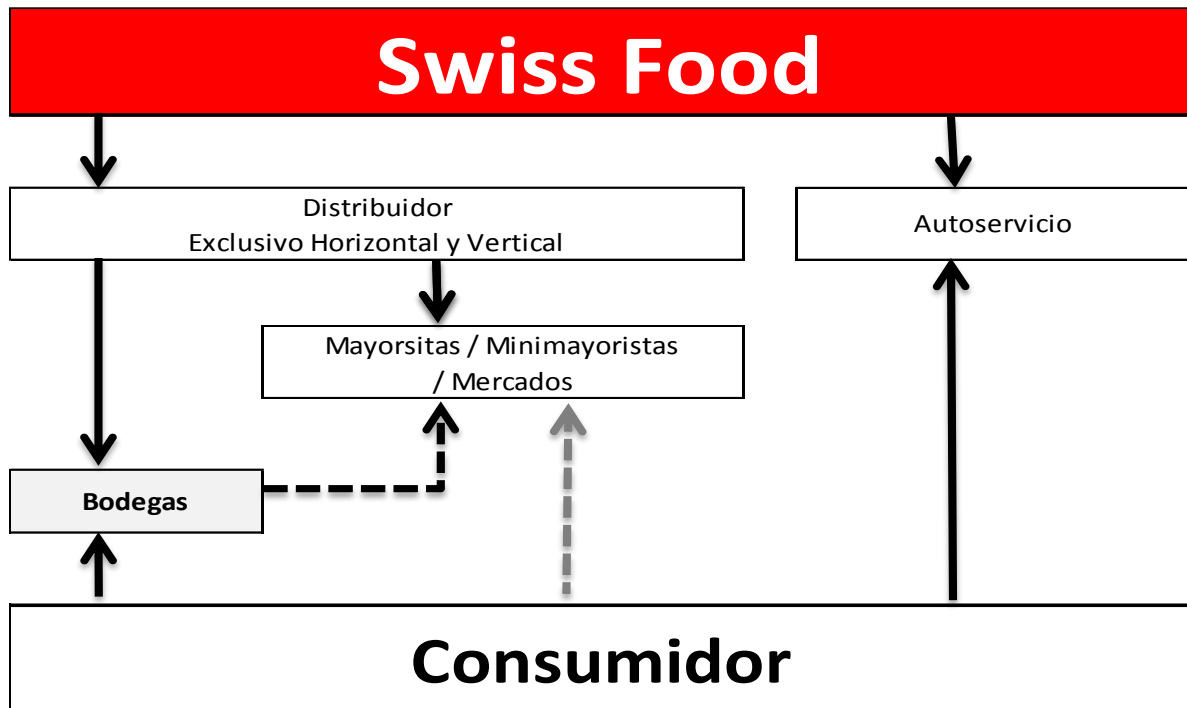 Swiss Food
Distribuidor
Exclusivo Horizontal y Vertical
Autoservicio
Mayorsitas / Minimayoristas
/ Mercados
Bodegas
Consumidor